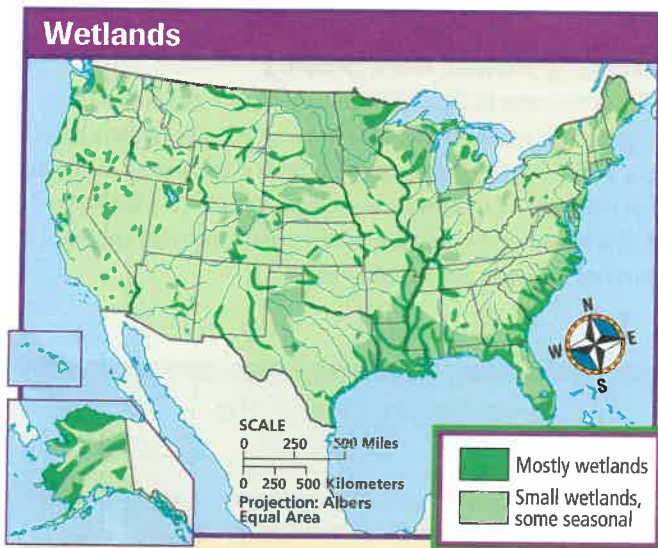 Wetlands
N
W E
S
SCALE
0 250 500 Miles
0 250 500 Kilometers
Projection: Albers
Equal Area
Mostly wetlands
Small wetlands,
some seasonal